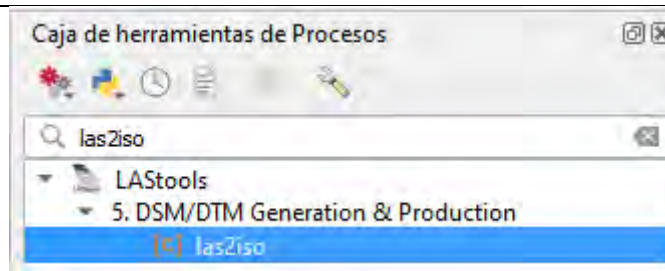 Caja de herramientas de Procesos
las2iso
LAStools
5. DSM/DTM Generation & Production
[C] las2iso